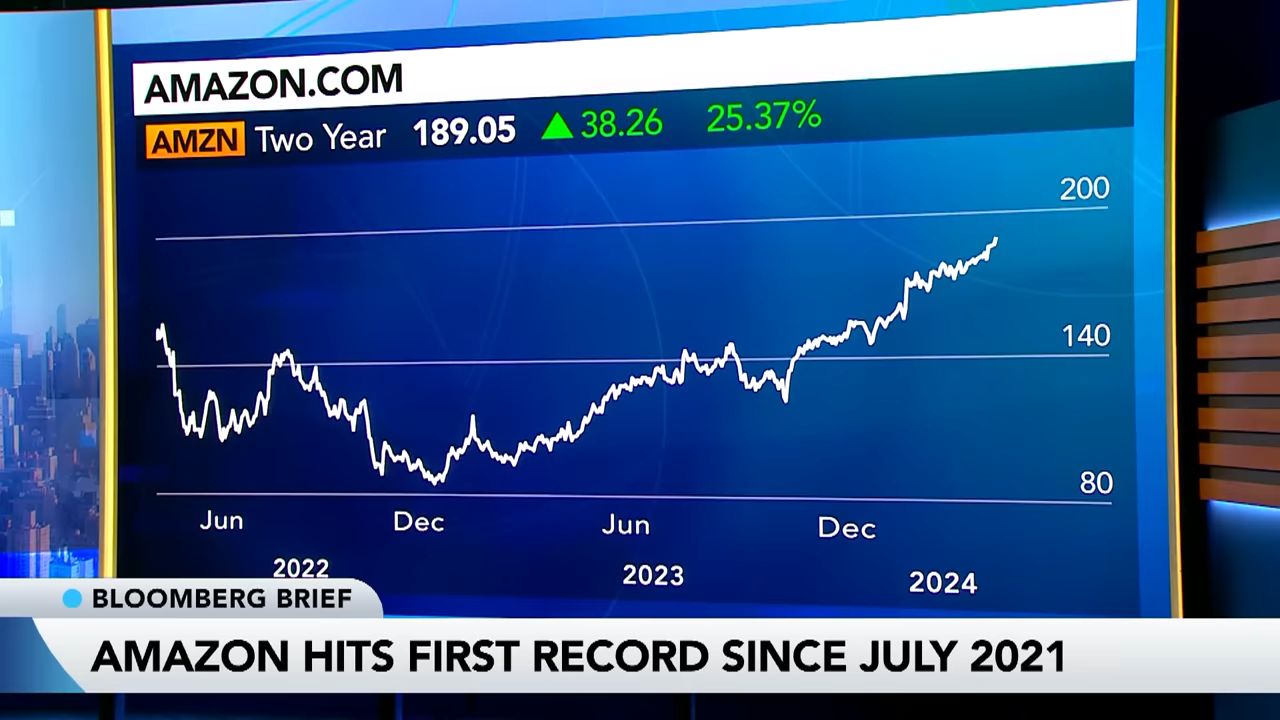 AMAZON.COM
AMZN Two Year 189.05 ▲ 38.26 25.37%
200
140
80
Jun Dec Jun Dec
2022 2023 2024
BLOOMBERG BRIEF
AMAZON HITS FIRST RECORD SINCE JULY 2021